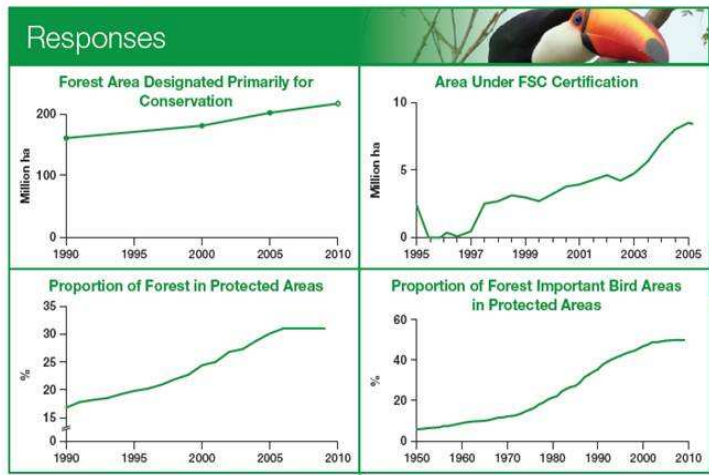 Responses
Forest Area Designated Primarily for
Conservation
Million ha
200
100
0
1990 1995 2000 2005 2010
Area Under FSC Certification
Million ha
10
5
0
1995 1997 1999 2001 2003 2005
Proportion of Forest in Protected Areas
%
35
30
25
20
15
0
1990 1995 2000 2005 2010
Proportion of Forest Important Bird Areas
in Protected Areas
%
60
40
20
0
1950 1960 1970 1980 1990 2000 2010